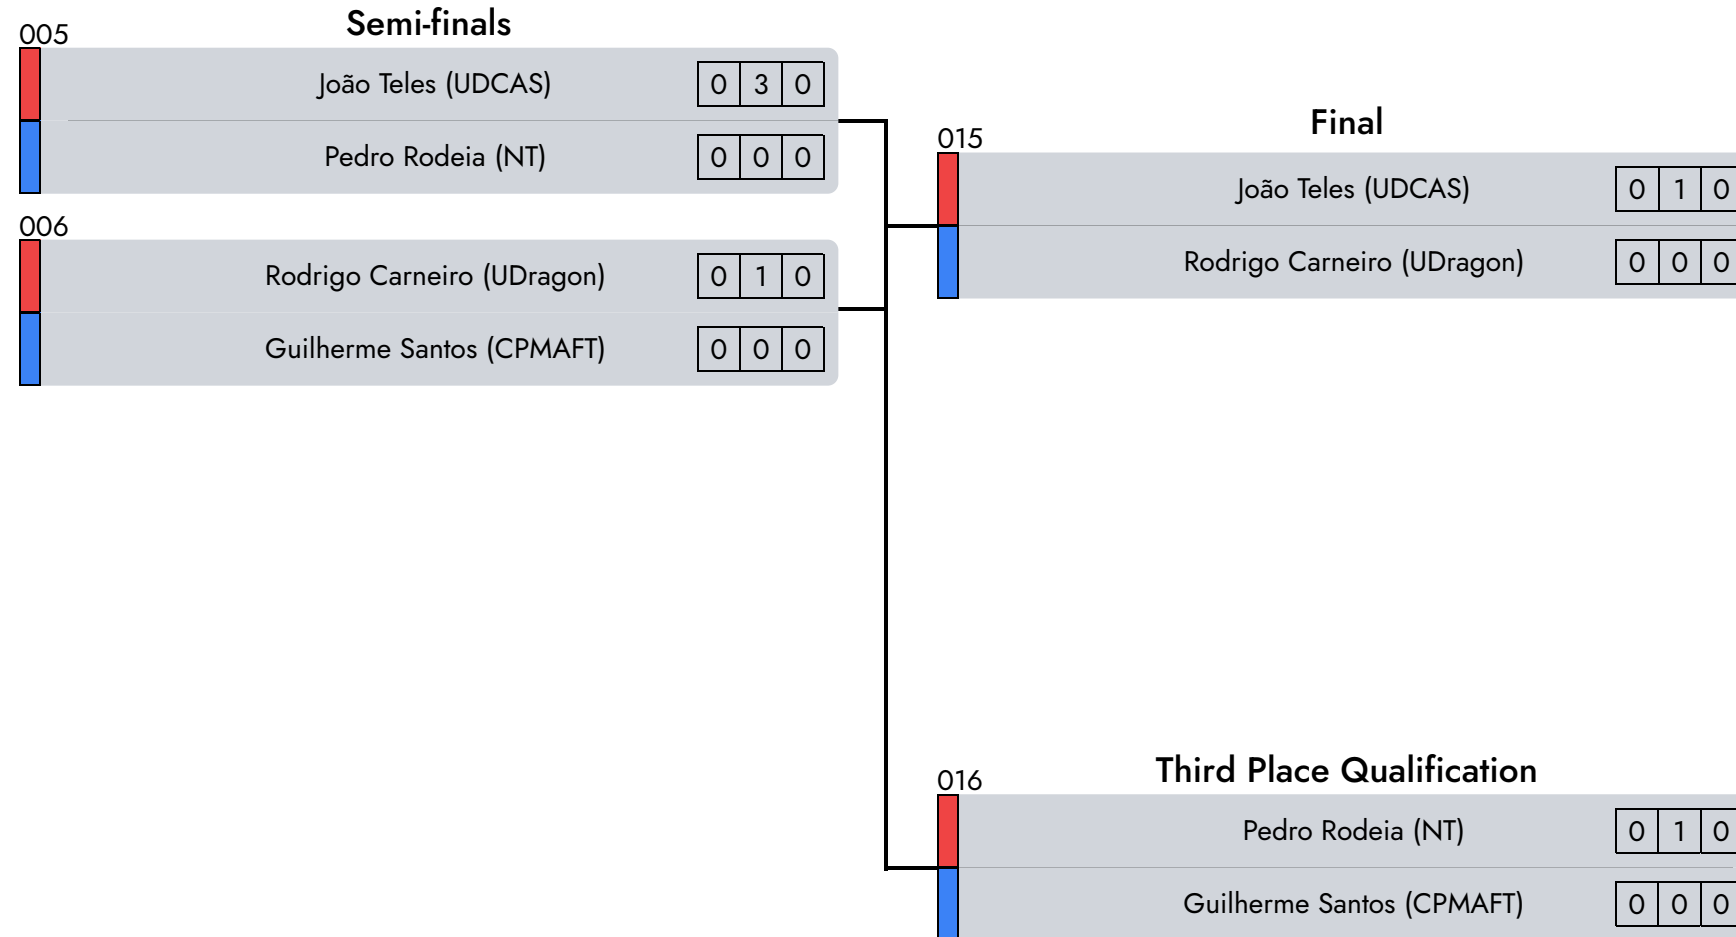 Semi-finals
005
João Teles (UDCAS) 0 3 0
Pedro Rodeia (NT) 0 0 0
006
Rodrigo Carneiro (UDragon) 0 1 0
Guilherme Santos (CPMAFT) 0 0 0
Final
015
João Teles (UDCAS) 0 1 0
Rodrigo Carneiro (UDragon) 0 0 0
Third Place Qualification
016
Pedro Rodeia (NT) 0 1 0
Guilherme Santos (CPMAFT) 0 0 0